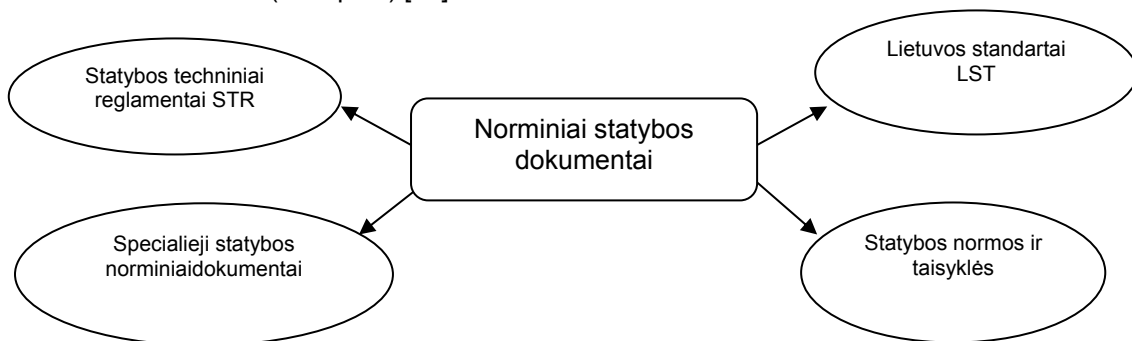 Statybos techniniai
reglamentai STR
Lietuvos standartai
LST
Norminiai statybos
dokumentai
Specialieji statybos
norminiaidokumentai
Statybos normos ir
taisyklės